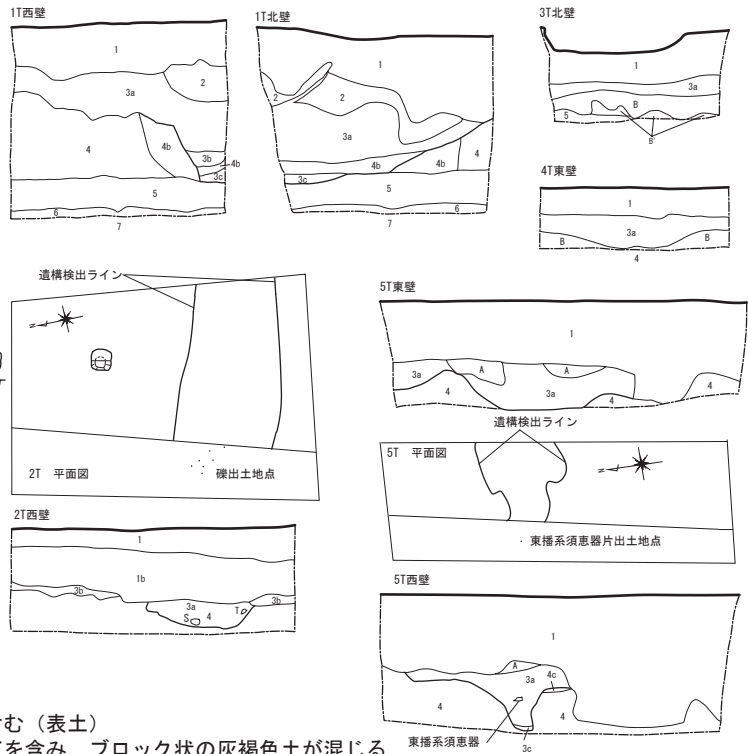 1T西壁
1
2
3a
4
4b
3b
4b
3c
5
6
7
1T北壁
1
2
2
3a
4
4b
4b
3c
5
6
7
3T北壁
1
3a
B
5
B'
4T東壁
1
3a
B
B
4
遺構検出ライン
2T 平面図
礫出土地点
5T東壁
1
3a
A
A
4
3a
4
4
遺構検出ライン
5T 平面図
・東播系須恵器片出土地点
2T西壁
1
1b
3b
3a
3b
S
4
T
5T西壁
1
A
3a
4c
4
4
東播系須恵器
3c
む（表土）
を含み、ブロック状の灰褐色土が混じる